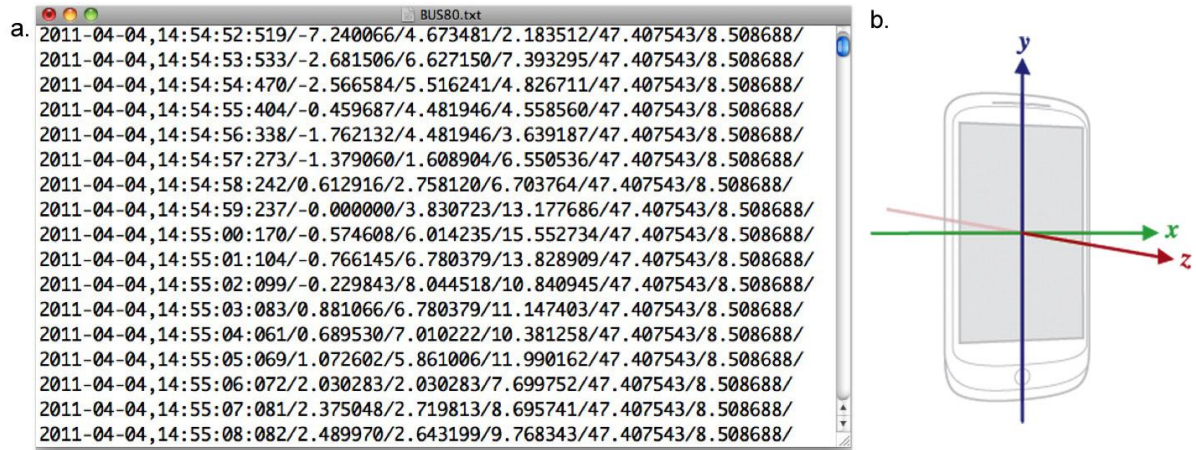 a.
BUS80.txt
2011-04-04,14:54:52:519/-7.240066/4.673481/2.183512/47.407543/8.508688/
2011-04-04,14:54:53:533/-2.681506/6.627150/7.393295/47.407543/8.508688/
2011-04-04,14:54:54:470/-2.566584/5.516241/4.826711/47.407543/8.508688/
2011-04-04,14:54:55:404/-0.459687/4.481946/4.558560/47.407543/8.508688/
2011-04-04,14:54:56:338/-1.762132/4.481946/3.639187/47.407543/8.508688/
2011-04-04,14:54:57:273/-1.379060/1.608904/6.550536/47.407543/8.508688/
2011-04-04,14:54:58:242/0.612916/2.758120/6.703764/47.407543/8.508688/
2011-04-04,14:54:59:237/-0.000000/3.830723/13.177686/47.407543/8.508688/
2011-04-04,14:55:00:170/-0.574608/6.014235/15.552734/47.407543/8.508688/
2011-04-04,14:55:01:104/-0.766145/6.780379/13.828909/47.407543/8.508688/
2011-04-04,14:55:02:099/-0.229843/8.044518/10.840945/47.407543/8.508688/
2011-04-04,14:55:03:083/0.881066/6.780379/11.147403/47.407543/8.508688/
2011-04-04,14:55:04:061/0.689530/7.010222/10.381258/47.407543/8.508688/
2011-04-04,14:55:05:069/1.072602/5.861006/11.990162/47.407543/8.508688/
2011-04-04,14:55:06:072/2.030283/2.030283/7.699752/47.407543/8.508688/
2011-04-04,14:55:07:081/2.375048/2.719813/8.695741/47.407543/8.508688/
2011-04-04,14:55:08:082/2.489970/2.643199/9.768343/47.407543/8.508688/
b.
y
x
z